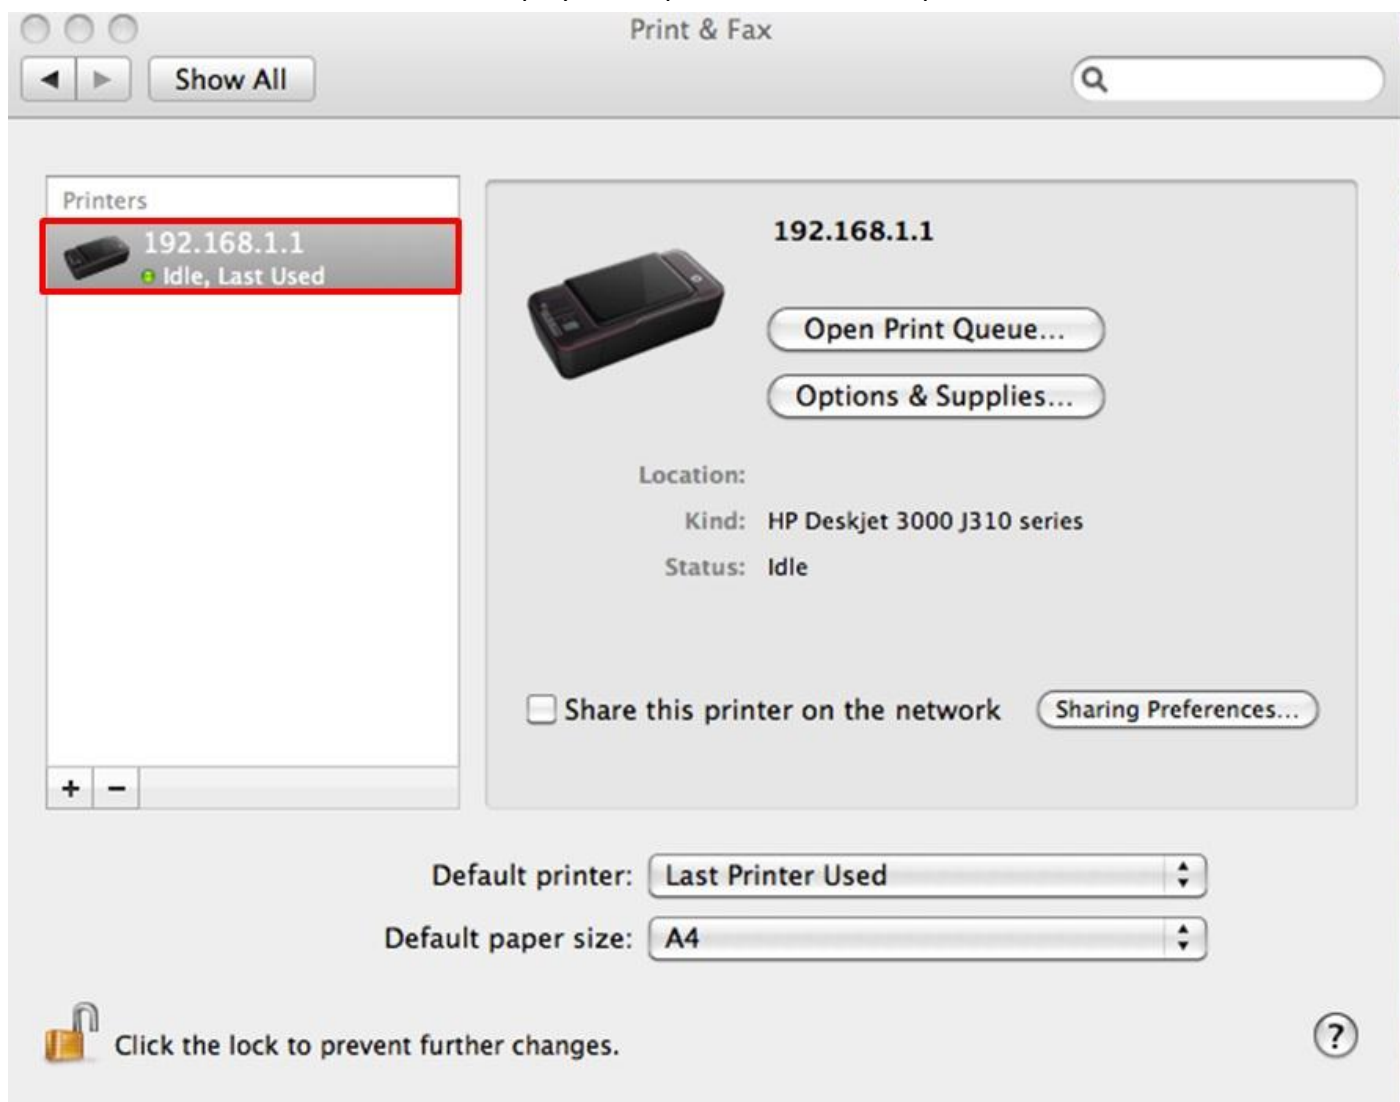 Print & Fax
Show All
Printers
192.168.1.1
Idle, Last Used
192.168.1.1
Open Print Queue...
Options & Supplies...
Location:
Kind: HP Deskjet 3000 J310 series
Status: Idle
Share this printer on the network Sharing Preferences...
+ −
Default printer: Last Printer Used
Default paper size: A4
Click the lock to prevent further changes. ?